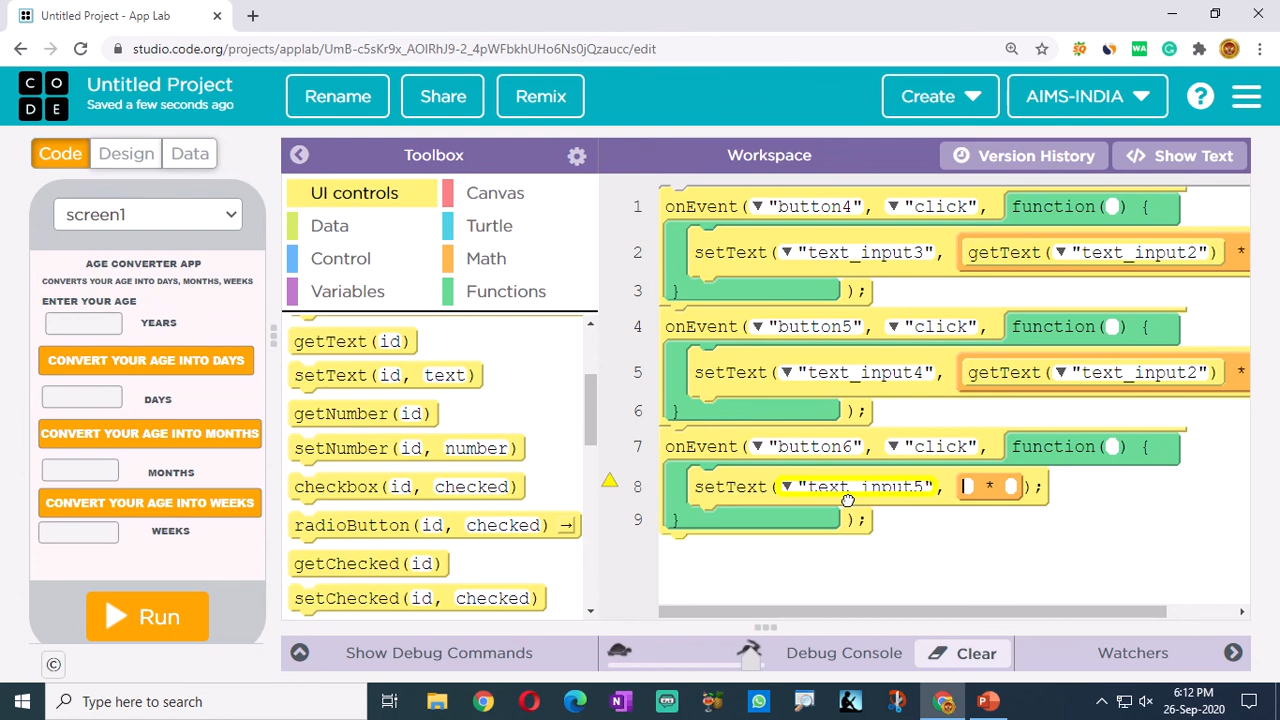 Untitled Project - App Lab
studio.code.org/projects/applab/UmB-c5sKr9x_AOlRhJ9-2_4pWFbkhUHo6Ns0jQzaucc/edit
WA
C O
D E
Untitled Project
Saved a few seconds ago
Rename
Share
Remix
Create
AIMS-INDIA
?
Code
Design
Data
Toolbox
Workspace
Version History
</> Show Text
screen1
AGE CONVERTER APP
CONVERTS YOUR AGE INTO DAYS, MONTHS, WEEKS
ENTER YOUR AGE
YEARS
CONVERT YOUR AGE INTO DAYS
DAYS
CONVERT YOUR AGE INTO MONTHS
MONTHS
CONVERT YOUR AGE INTO WEEKS
WEEKS
Run
©
UI controls
Canvas
Data
Turtle
Control
Math
Variables
Functions
getText(id)
setText(id, text)
getNumber(id)
setNumber(id, number)
checkbox(id, checked)
radioButton(id, checked) →
getChecked(id)
setChecked(id, checked)
1 onEvent(▼"button4", ▼"click", function( ) {
2 setText(▼"text_input3", getText(▼"text_input2") *
3 } );
4 onEvent(▼"button5", ▼"click", function( ) {
5 setText(▼"text_input4", getText(▼"text_input2") *
6 } );
7 onEvent(▼"button6", ▼"click", function( ) {
8 setText(▼"text_input5", * );
9 } );
Show Debug Commands
Debug Console
Clear
Watchers
Type here to search
6:12 PM
26-Sep-2020